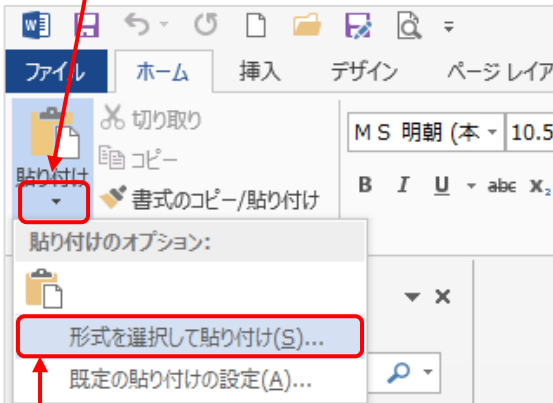 ファイル ホーム 挿入 デザイン ページ レイア
切り取り
コピー
書式のコピー/貼り付け
貼り付け
MS 明朝 (本 10.5
B I U abc X₂
貼り付けのオプション:
形式を選択して貼り付け(S)...
既定の貼り付けの設定(A)...